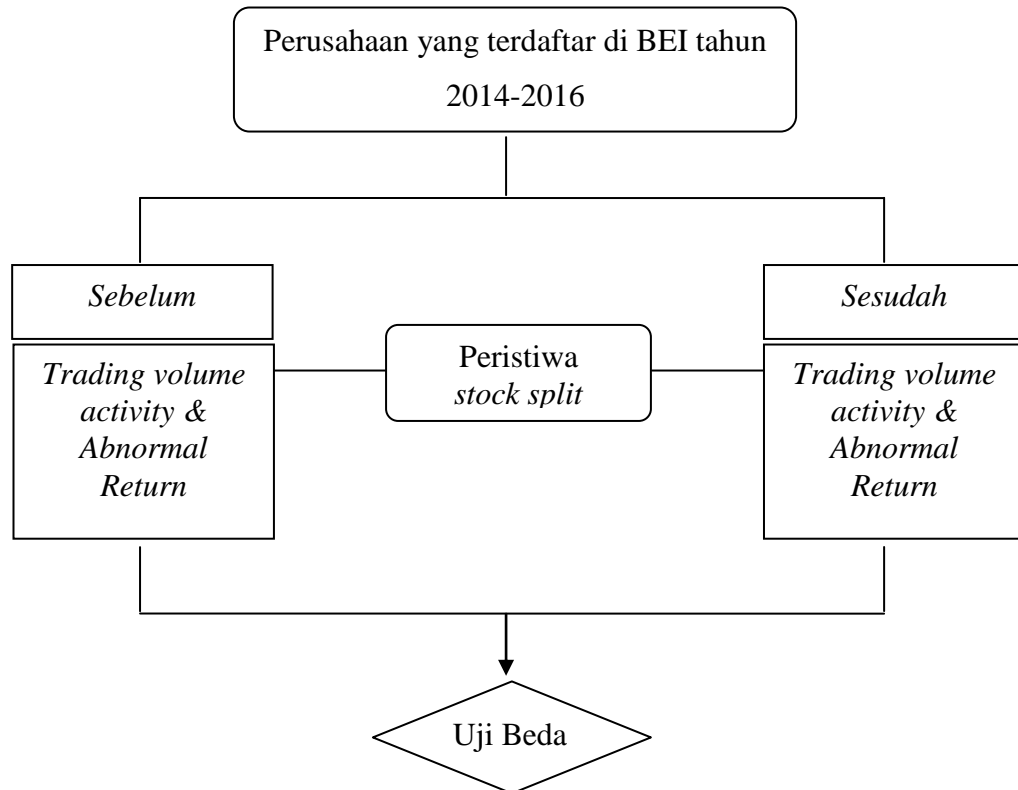 Perusahaan yang terdaftar di BEI tahun
2014-2016
Sebelum
Sesudah
Peristiwa
stock split
Trading volume
activity &
Abnormal
Return
Trading volume
activity &
Abnormal
Return
Uji Beda